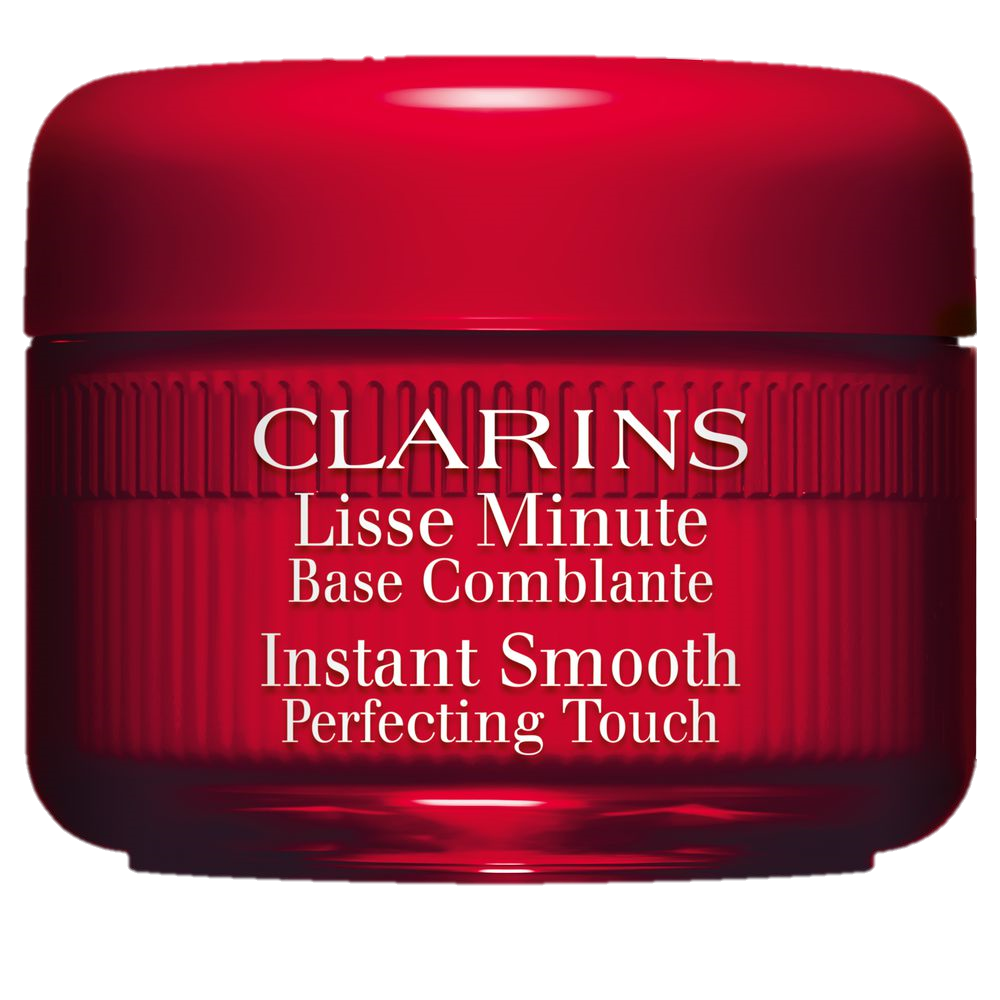 CLARINS
Lisse Minute
Base Comblante
Instant Smooth
Perfecting Touch